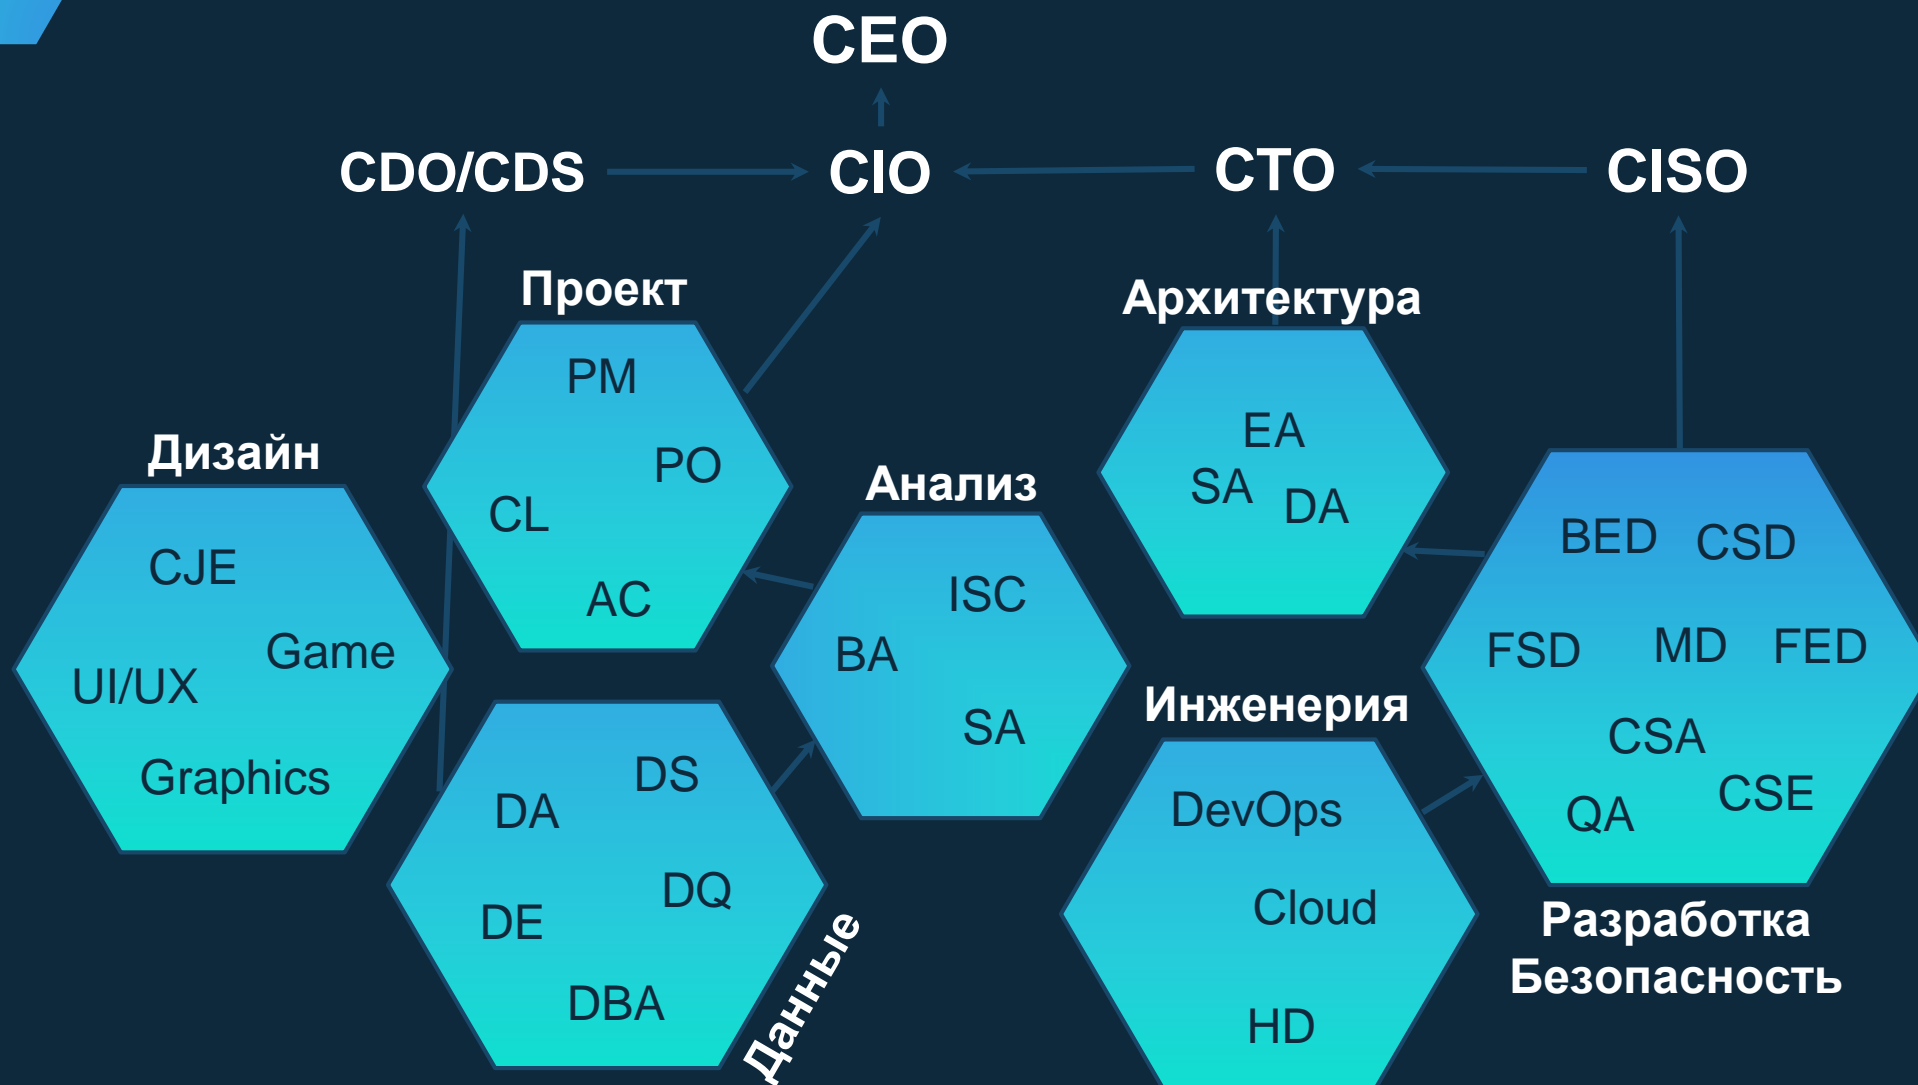 CEO
CDO/CDS
CIO
CTO
CISO
Проект
PM
PO
CL
AC
Архитектура
EA
SA
DA
Дизайн
CJE
Game
UI/UX
Graphics
Анализ
ISC
BA
SA
BED
CSD
FSD
MD
FED
CSA
CSE
QA
Разработка
Безопасность
DS
DA
DQ
DE
DBA
Данные
Инженерия
DevOps
Cloud
HD